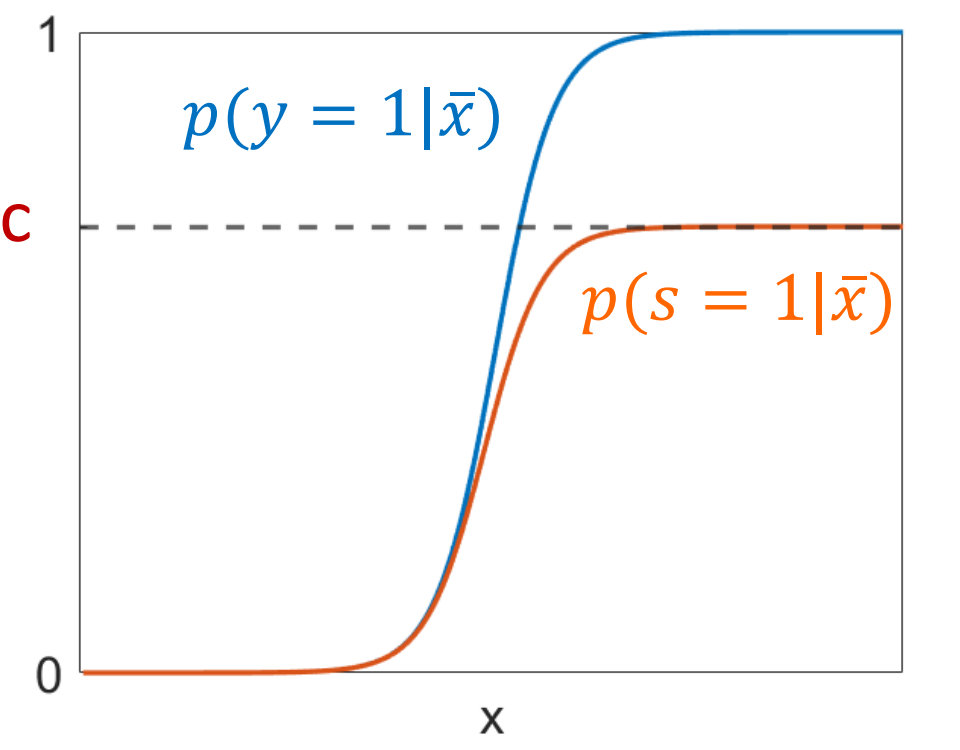 1
p(y = 1|x̄)
c
p(s = 1|x̄)
0
x